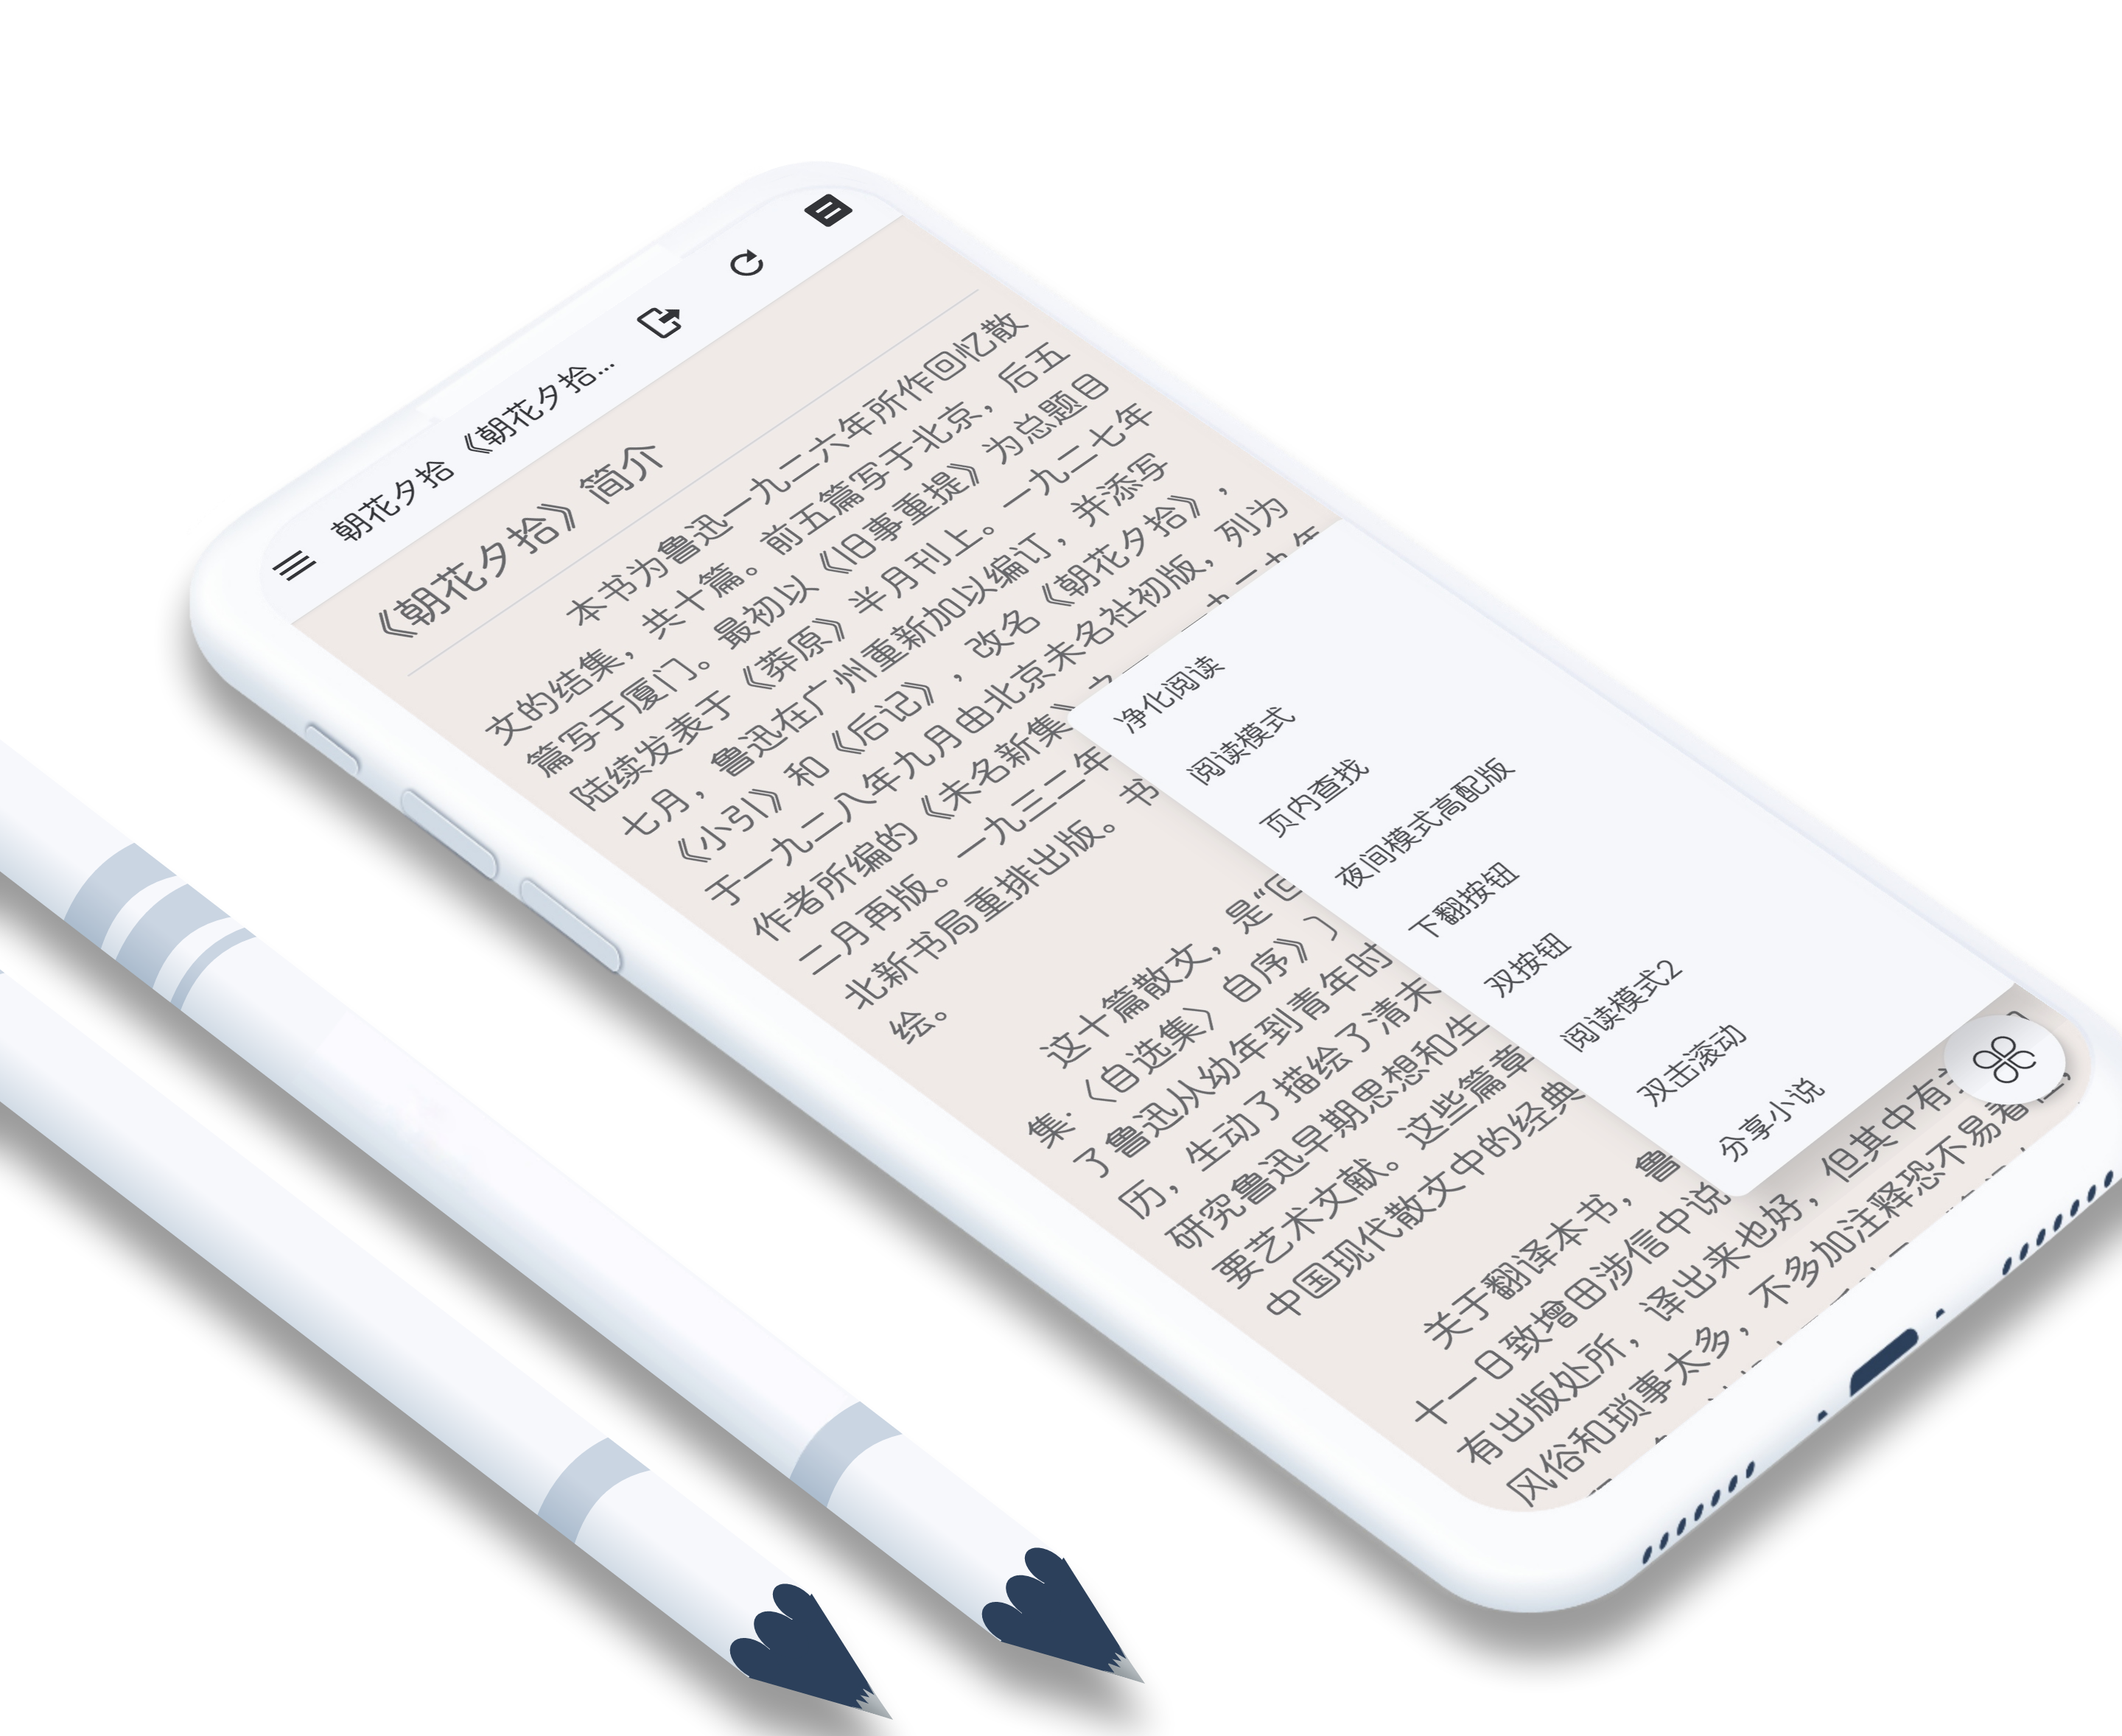 朝花夕拾 《朝花夕拾...
《朝花夕拾》简介
本书为鲁迅一九二六年所作回忆散
文的结集，共十篇。前五篇写于北京，后五
篇写于厦门。最初以《旧事重提》为总题目
陆续发表于《莽原》半月刊上。一九二七年
七月，鲁迅在广州重新加以编订，并添写
《小引》和《后记》，改名《朝花夕拾》，
于一九二八年九月由北京未名社初版，列为
作者所编的《未名新集》之
一九
年
二月再版。一九三二年
北新书局重排出版。书
绘。
这十篇散文，是“回
集·〈自选集〉自序》）
了鲁迅从幼年到青年时
历，生动了描绘了清末
研究鲁迅早期思想和生
要艺术文献。这些篇章
中国现代散文中的经典
关于翻译本书，鲁
十一日致增田涉信中说
有出版处所，译出来也好，但其中有
风俗和琐事太多，不多加注释恐不易看
净化阅读
阅读模式
页内查找
夜间模式高配版
下翻按钮
双按钮
阅读模式2
双击滚动
分享小说